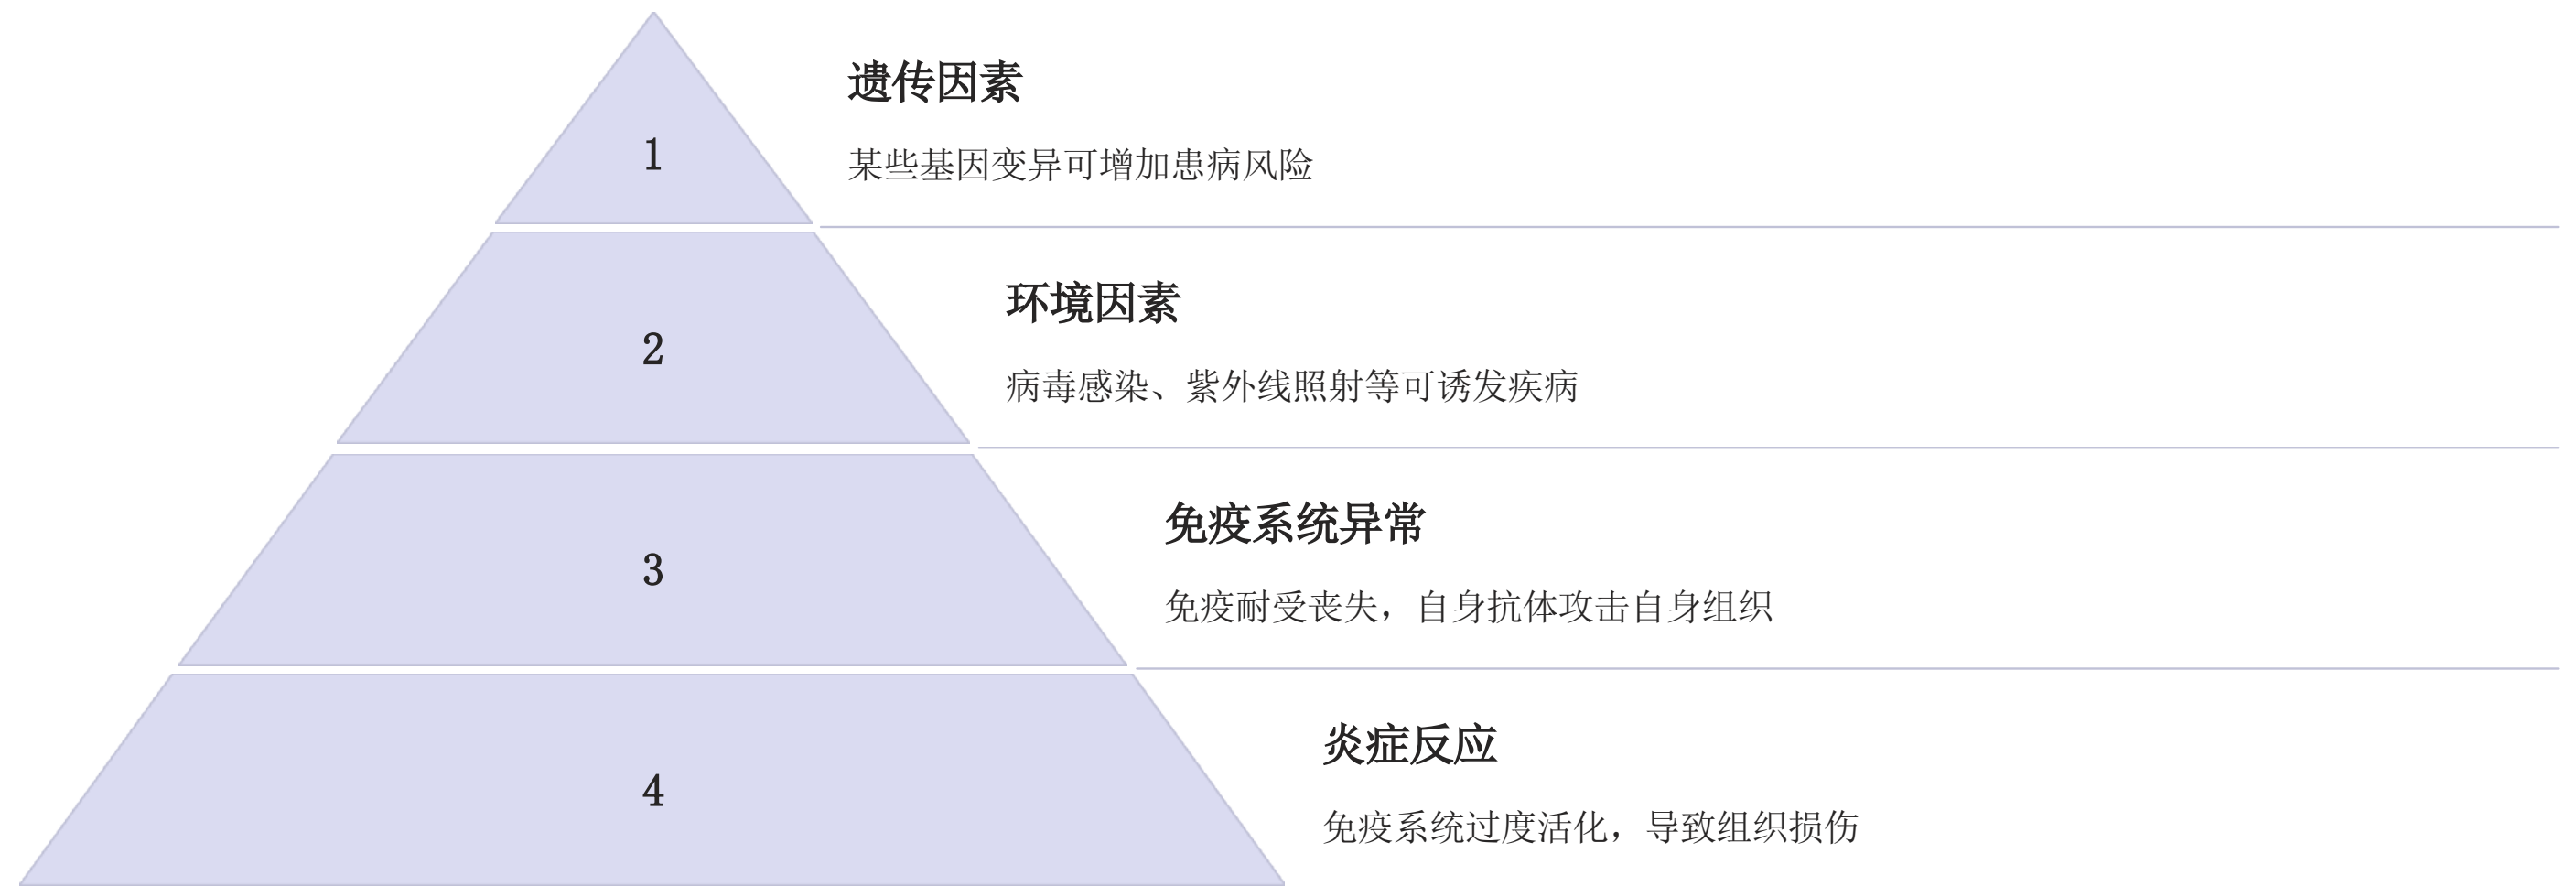 遗传因素
1
某些基因变异可增加患病风险
环境因素
2
病毒感染、紫外线照射等可诱发疾病
免疫系统异常
3
免疫耐受丧失，自身抗体攻击自身组织
炎症反应
4
免疫系统过度活化，导致组织损伤